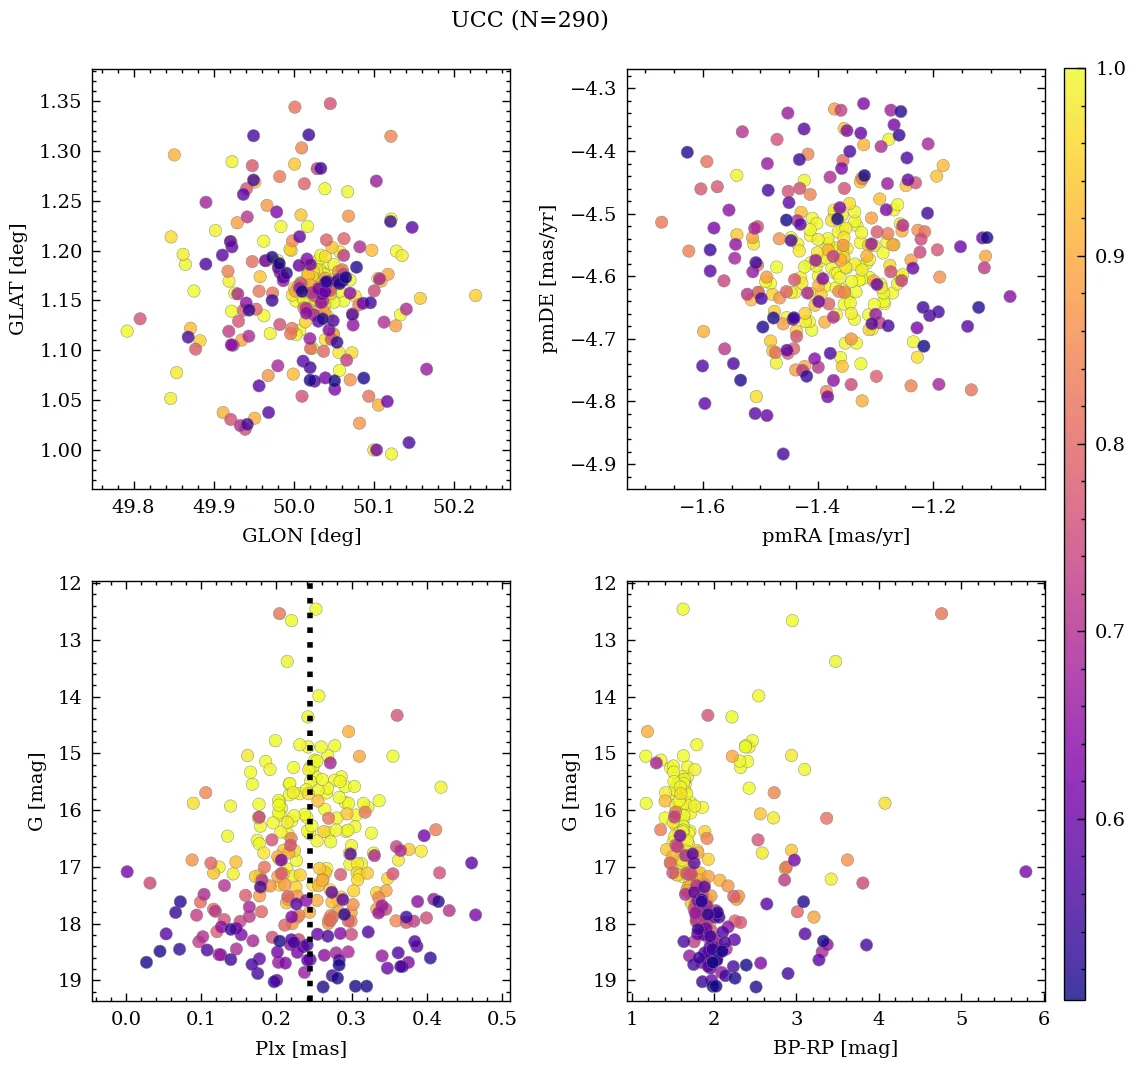 UCC (N=290)
1.35
1.30
1.25
1.20
1.15
1.10
1.05
1.00
GLAT [deg]
49.8 49.9 50.0 50.1 50.2
GLON [deg]
−4.3
−4.4
−4.5
−4.6
−4.7
−4.8
−4.9
pmDE [mas/yr]
−1.6 −1.4 −1.2
pmRA [mas/yr]
1.0
0.9
0.8
0.7
0.6
12
13
14
15
16
17
18
19
G [mag]
0.0 0.1 0.2 0.3 0.4 0.5
Plx [mas]
12
13
14
15
16
17
18
19
G [mag]
1 2 3 4 5 6
BP-RP [mag]